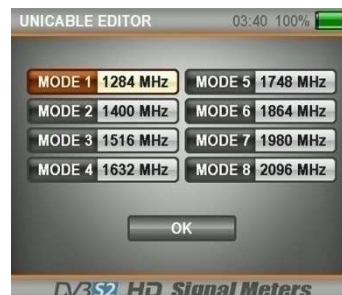 UNICABLE EDITOR 03:40 100%
MODE 1 1284 MHz MODE 5 1748 MHz
MODE 2 1400 MHz MODE 6 1864 MHz
MODE 3 1516 MHz MODE 7 1980 MHz
MODE 4 1632 MHz MODE 8 2096 MHz
OK
DVB S2 HD Signal Meters